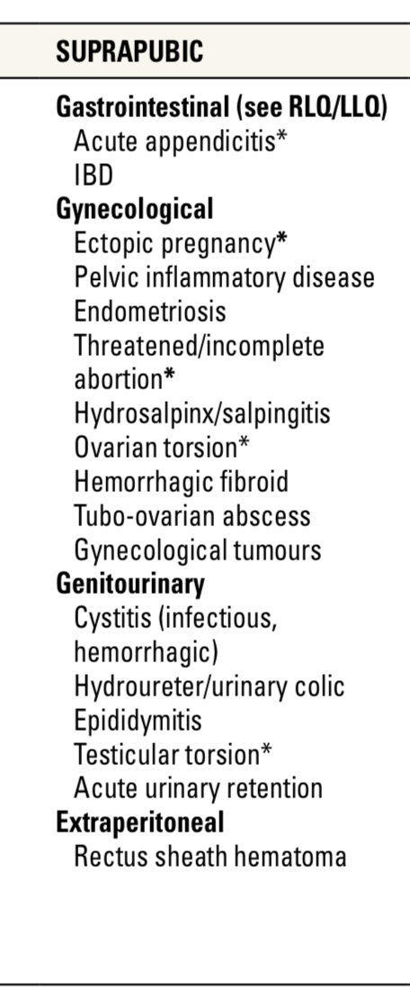 SUPRAPUBIC
Gastrointestinal (see RLQ/LLQ)
Acute appendicitis*
IBD
Gynecological
Ectopic pregnancy*
Pelvic inflammatory disease
Endometriosis
Threatened/incomplete
abortion*
Hydrosalpinx/salpingitis
Ovarian torsion*
Hemorrhagic fibroid
Tubo-ovarian abscess
Gynecological tumours
Genitourinary
Cystitis (infectious,
hemorrhagic)
Hydroureter/urinary colic
Epididymitis
Testicular torsion*
Acute urinary retention
Extraperitoneal
Rectus sheath hematoma